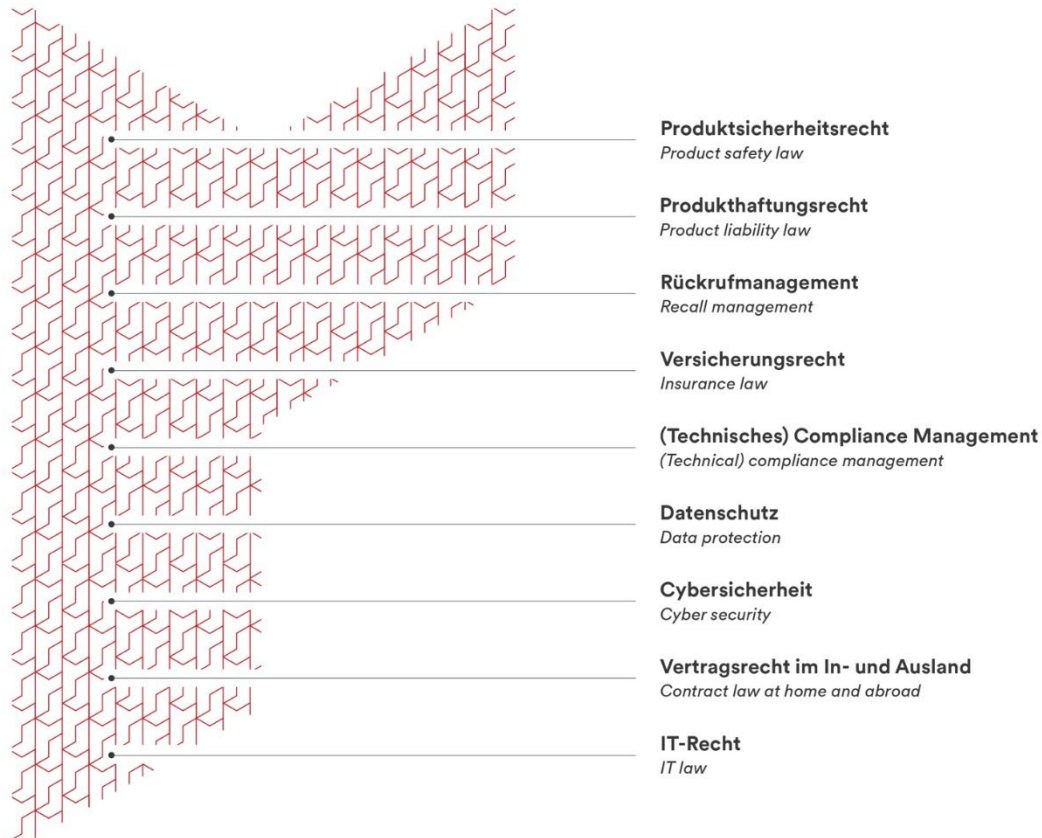 Produktsicherheitsrecht
Product safety law
Produkthaftungsrecht
Product liability law
Rückrufmanagement
Recall management
Versicherungsrecht
Insurance law
(Technisches) Compliance Management
(Technical) compliance management
Datenschutz
Data protection
Cybersicherheit
Cyber security
Vertragsrecht im In- und Ausland
Contract law at home and abroad
IT-Recht
IT law